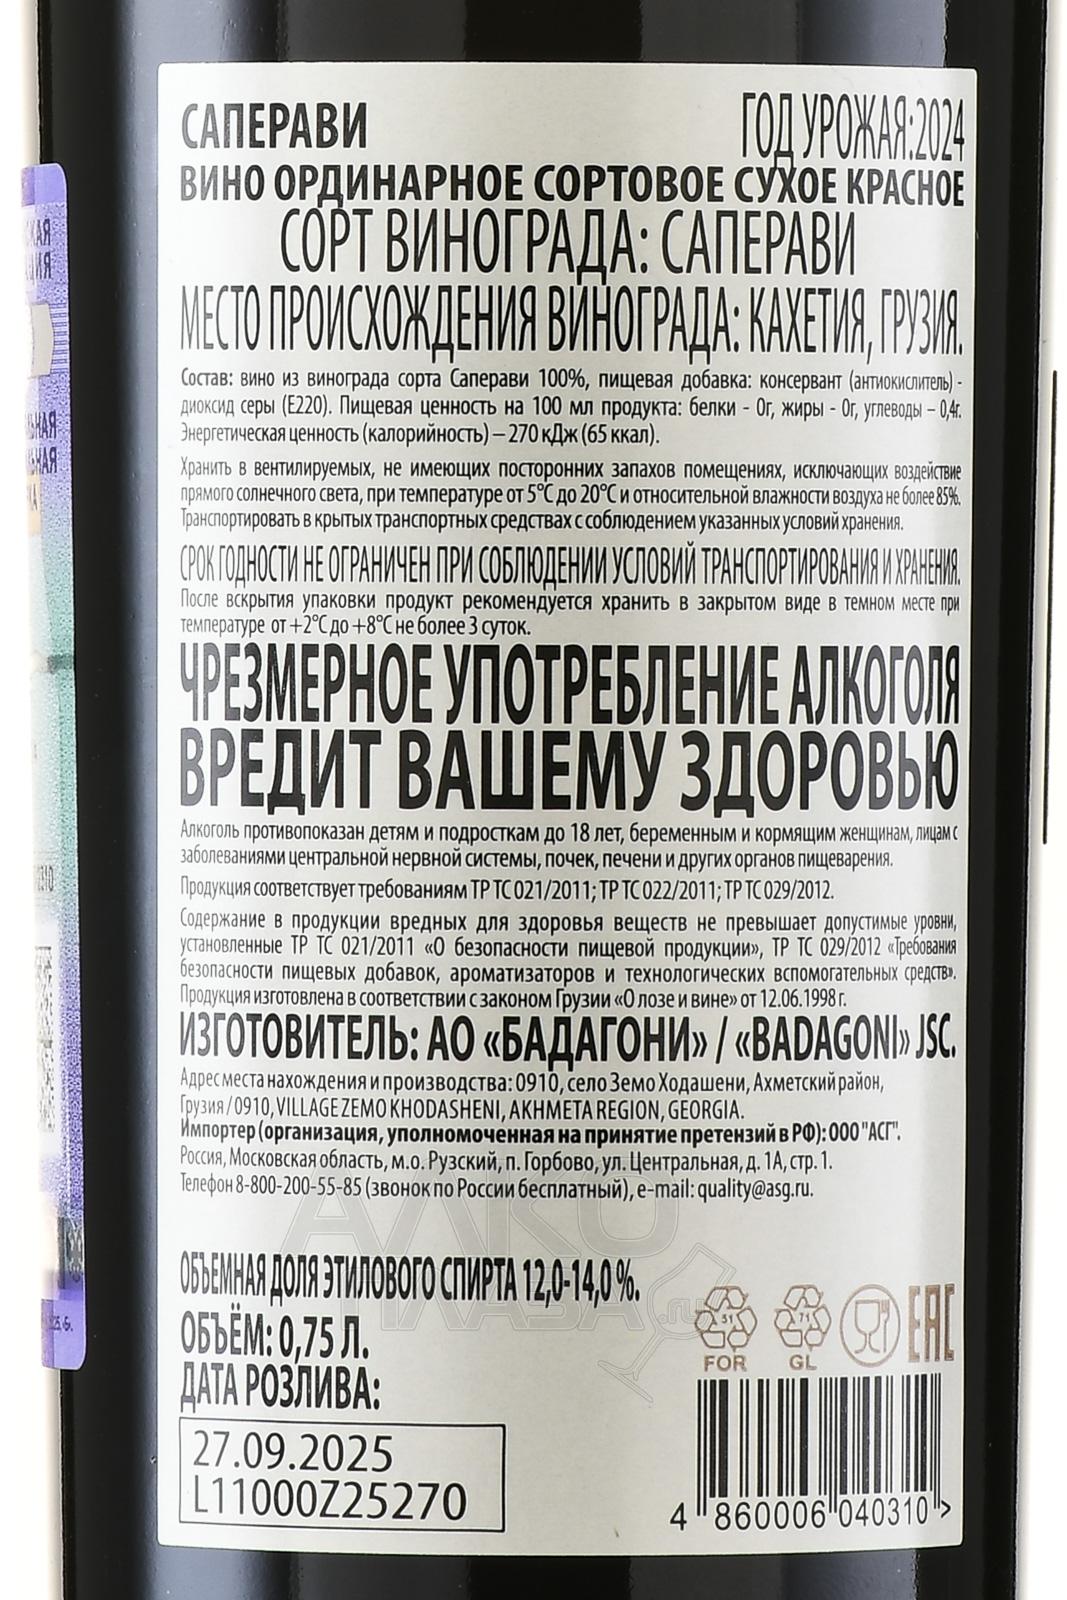 САПЕРАВИ
ГОД УРОЖАЯ:2024
ВИНО ОРДИНАРНОЕ СОРТОВОЕ СУХОЕ КРАСНОЕ
СОРТ ВИНОГРАДА: САПЕРАВИ
МЕСТО ПРОИСХОЖДЕНИЯ ВИНОГРАДА: КАХЕТИЯ, ГРУЗИЯ.
Состав: вино из винограда сорта Саперави 100%, пищевая добавка: консервант (антиокислитель) -
диоксид серы (Е220). Пищевая ценность на 100 мл продукта: белки - 0г, жиры - 0г, углеводы – 0,4г.
Энергетическая ценность (калорийность) – 270 кДж (65 ккал).
Хранить в вентилируемых, не имеющих посторонних запахов помещениях, исключающих воздействие
прямого солнечного света, при температуре от 5°С до 20°С и относительной влажности воздуха не более 85%.
Транспортировать в крытых транспортных средствах с соблюдением указанных условий хранения.
СРОК ГОДНОСТИ НЕ ОГРАНИЧЕН ПРИ СОБЛЮДЕНИИ УСЛОВИЙ ТРАНСПОРТИРОВАНИЯ И ХРАНЕНИЯ.
После вскрытия упаковки продукт рекомендуется хранить в закрытом виде в темном месте при
температуре от +2°С до +8°С не более 3 суток.
ЧРЕЗМЕРНОЕ УПОТРЕБЛЕНИЕ АЛКОГОЛЯ
ВРЕДИТ ВАШЕМУ ЗДОРОВЬЮ
Алкоголь противопоказан детям и подросткам до 18 лет, беременным и кормящим женщинам, лицам с
заболеваниями центральной нервной системы, почек, печени и других органов пищеварения.
Продукция соответствует требованиям ТР ТС 021/2011; ТР ТС 022/2011; ТР ТС 029/2012.
Содержание в продукции вредных для здоровья веществ не превышает допустимые уровни,
установленные ТР ТС 021/2011 «О безопасности пищевой продукции», ТР ТС 029/2012 «Требования
безопасности пищевых добавок, ароматизаторов и технологических вспомогательных средств».
Продукция изготовлена в соответствии с законом Грузии «О лозе и вине» от 12.06.1998 г.
ИЗГОТОВИТЕЛЬ: АО «БАДАГОНИ» / «BADAGONI» JSC.
Адрес места нахождения и производства: 0910, село Земо Ходашени, Ахметский район,
Грузия / 0910, VILLAGE ZEMO KHODASHENI, AKHMETA REGION, GEORGIA.
Импортер (организация, уполномоченная на принятие претензий в РФ): ООО "АСГ".
Россия, Московская область, м.о. Рузский, п. Горбово, ул. Центральная, д. 1А, стр. 1.
Телефон 8-800-200-55-85 (звонок по России бесплатный), e-mail: quality@asg.ru.
АЛКО
ПЛАЗА.ru
ОБЪЕМНАЯ ДОЛЯ ЭТИЛОВОГО СПИРТА 12,0-14,0 %.
ОБЪЁМ: 0,75 Л.
ДАТА РОЗЛИВА:
27.09.2025
L11000Z25270
51 71 EAC
FOR GL
4 860006 040310 >